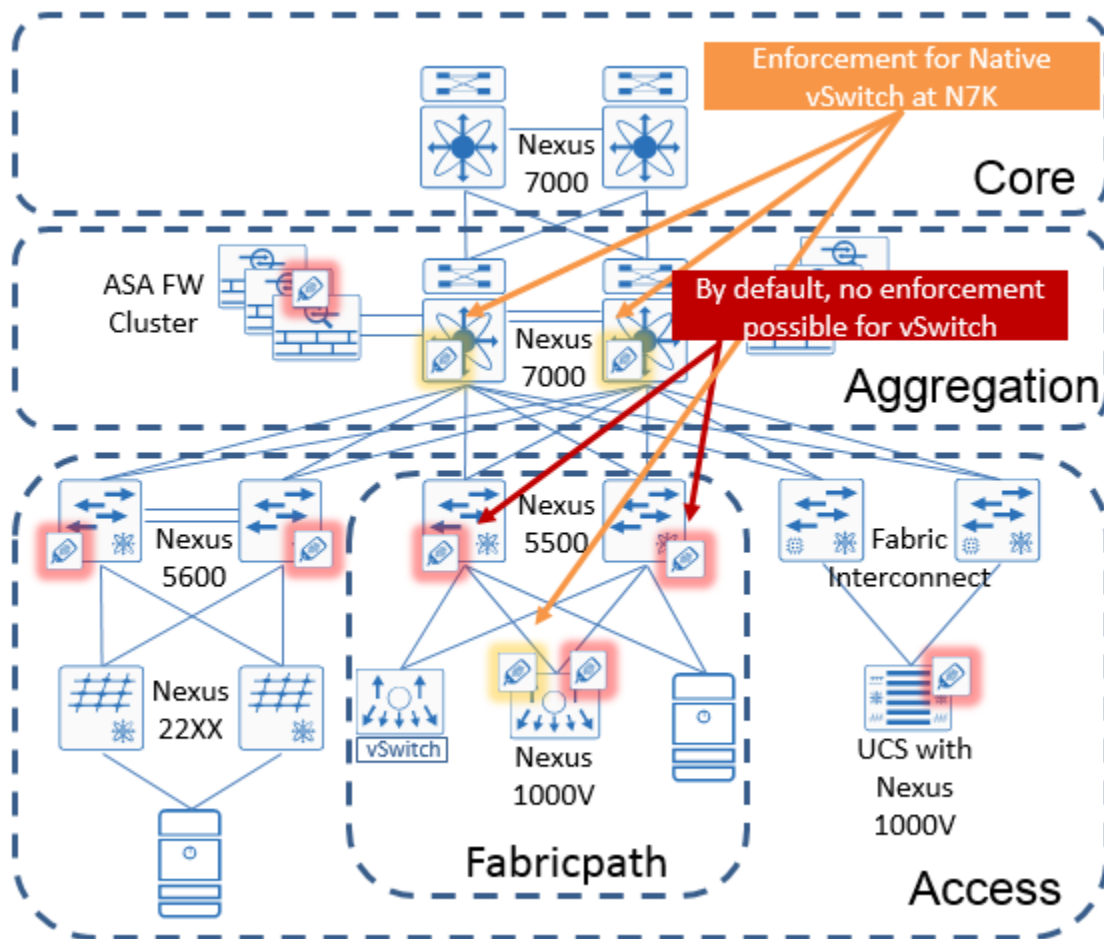 Enforcement for Native
vSwitch at N7K
Nexus
7000
Core
ASA FW
Cluster
By default, no enforcement
possible for vSwitch
Nexus
7000
Aggregation
Nexus
5600
Nexus
5500
Fabric
Interconnect
Nexus
22XX
vSwitch
Nexus
1000V
UCS with
Nexus
1000V
Fabricpath
Access